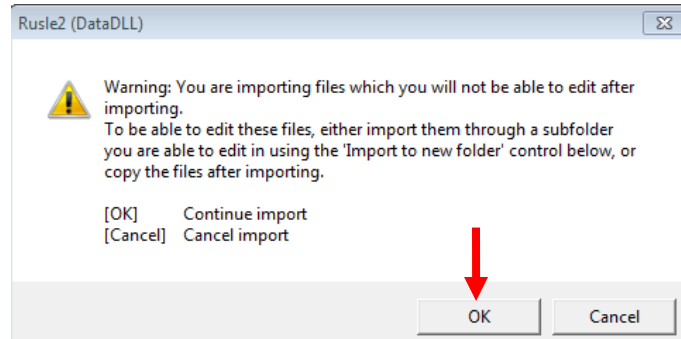 Rusle2 (DataDLL)
Warning: You are importing files which you will not be able to edit after
importing.
To be able to edit these files, either import them through a subfolder
you are able to edit in using the 'Import to new folder' control below, or
copy the files after importing.
[OK] Continue import
[Cancel] Cancel import
OK Cancel